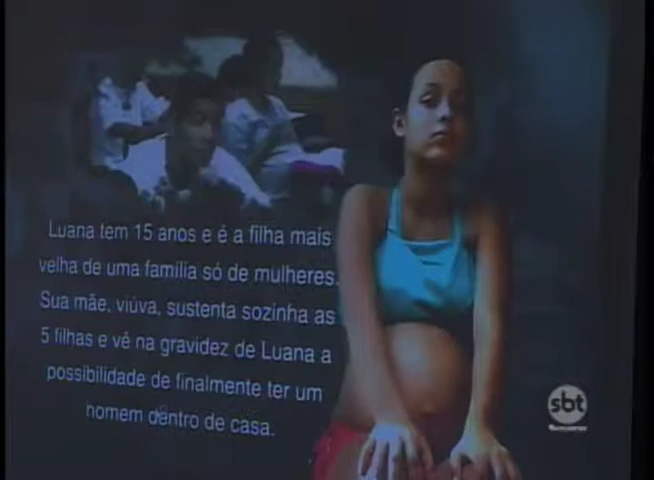 Luana tem 15 anos e é a filha mais
velha de uma família só de mulheres.
Sua mãe, viúva, sustenta sozinha as
5 filhas e vê na gravidez de Luana a
possibilidade de finalmente ter um
homem dentro de casa.
sbt